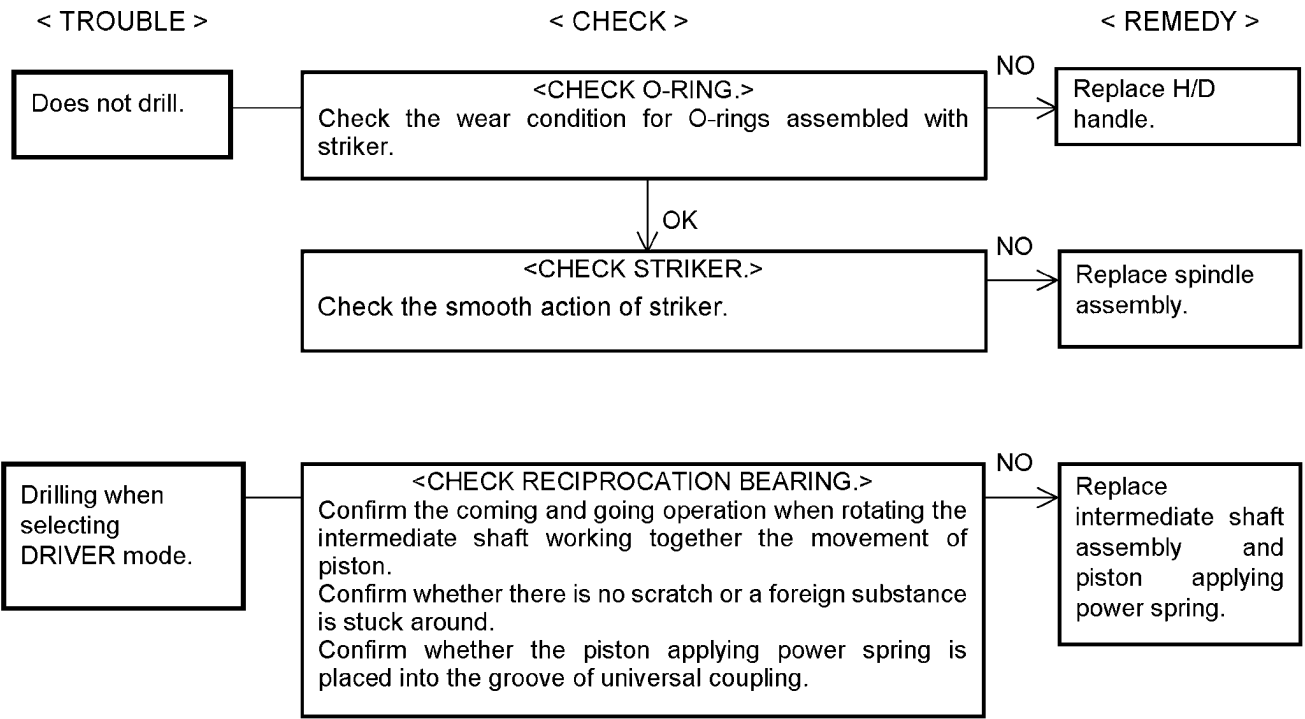 < TROUBLE >
< CHECK >
< REMEDY >
Does not drill.
<CHECK O-RING.>
Check the wear condition for O-rings assembled with
striker.
NO
Replace H/D
handle.
OK
<CHECK STRIKER.>
Check the smooth action of striker.
NO
Replace spindle
assembly.
Drilling when
selecting
DRIVER mode.
<CHECK RECIPROCATION BEARING.>
Confirm the coming and going operation when rotating the
intermediate shaft working together the movement of
piston.
Confirm whether there is no scratch or a foreign substance
is stuck around.
Confirm whether the piston applying power spring is
placed into the groove of universal coupling.
NO
Replace
intermediate shaft
assembly and
piston applying
power spring.